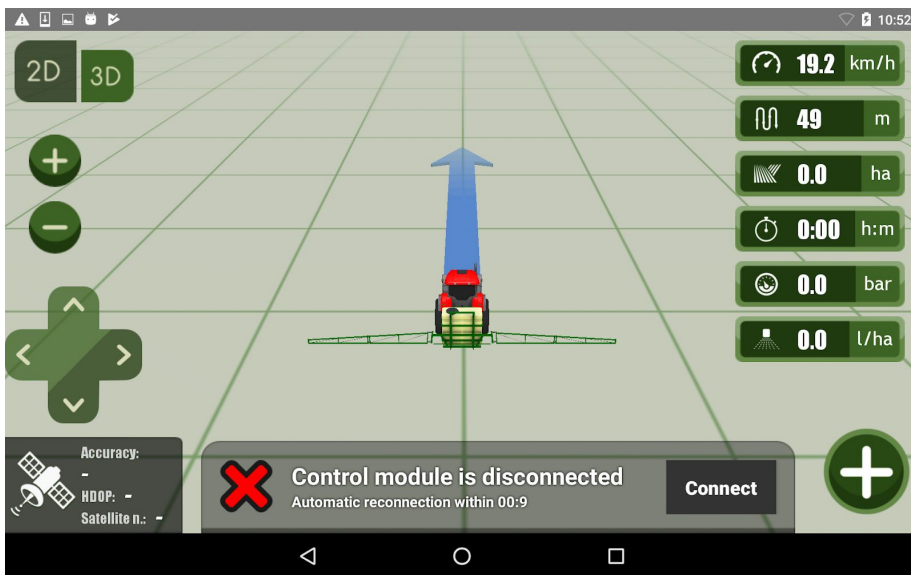 10:52
2D
3D
19.2 km/h
49 m
0.0 ha
0:00 h:m
0.0 bar
0.0 l/ha
Accuracy:
-
HDOP: -
Satellite n.: -
Control module is disconnected
Automatic reconnection within 00:9
Connect